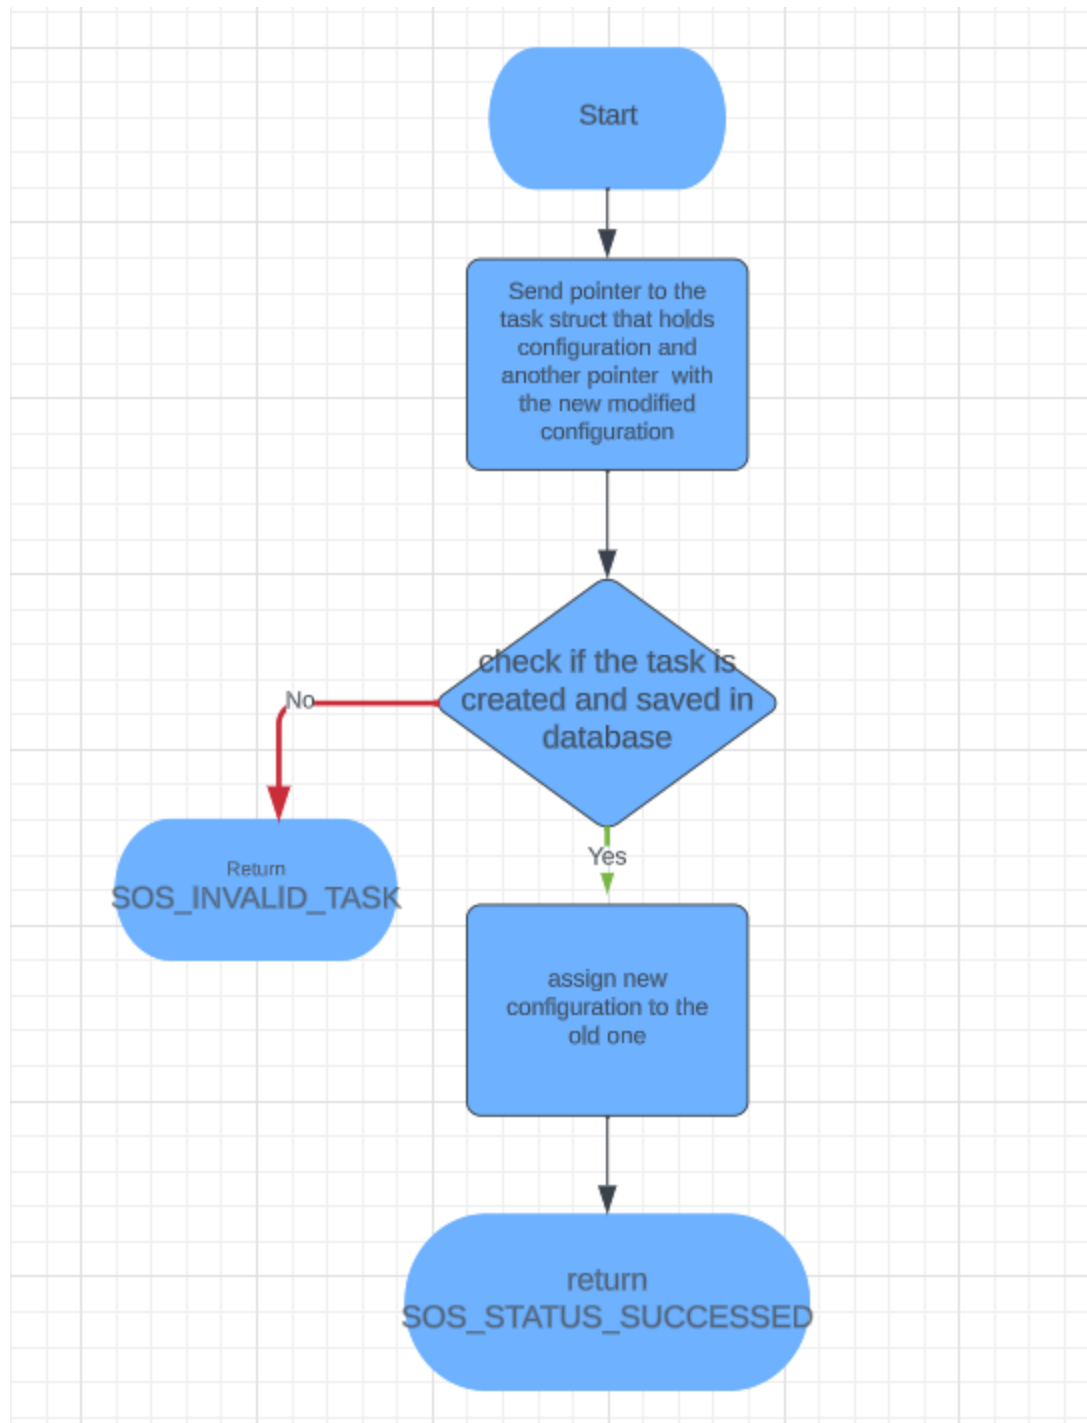 Start
Send pointer to the
task struct that holds
configuration and
another pointer  with
the new modified
configuration
check if the task is
created and saved in
database
No
Yes
Return
SOS_INVALID_TASK
assign new
configuration to the
old one
return
SOS_STATUS_SUCCESSED